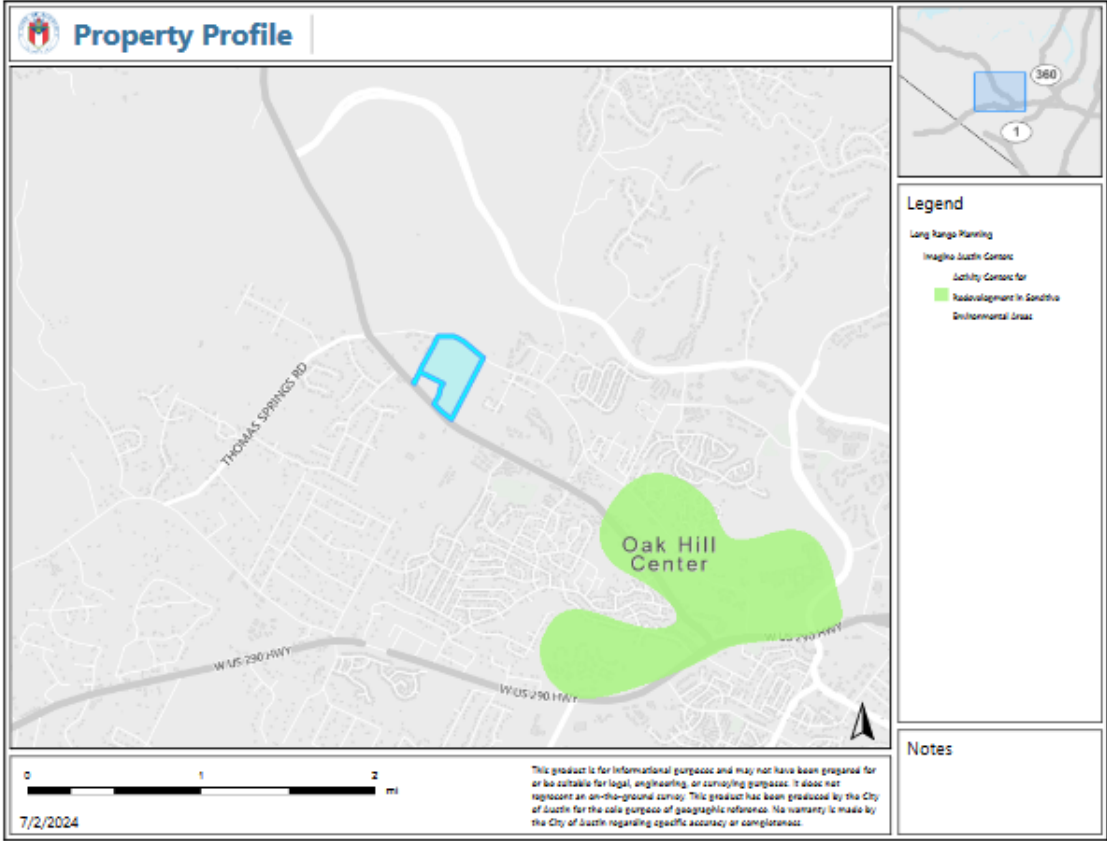 Property Profile
360
1
THOMAS SPRINGS RD
Oak Hill
Center
W US 290 HWY
W US 290 HWY
W US 290 HWY
Legend
Long Range Planning
Imagine Austin Centers
Activity Centers for
Redevelopment in Sensitive
Environmental Areas
Notes
0 1 2
mi
7/2/2024
This product is for informational purposes and may not have been prepared for
or be suitable for legal, engineering, or surveying purposes. It does not
represent an on-the-ground survey. This product has been produced by the City
of Austin for the sole purpose of geographic reference. No warranty is made by
the City of Austin regarding specific accuracy or completeness.